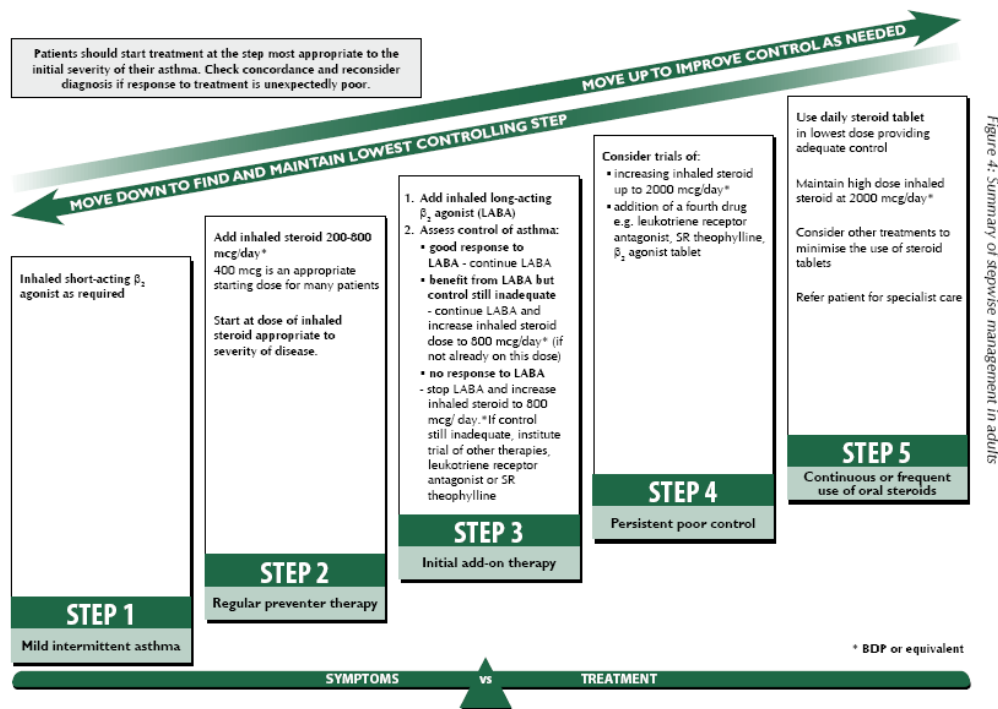 Patients should start treatment at the step most appropriate to the
initial severity of their asthma. Check concordance and reconsider
diagnosis if response to treatment is unexpectedly poor.
MOVE UP TO IMPROVE CONTROL AS NEEDED
MOVE DOWN TO FIND AND MAINTAIN LOWEST CONTROLLING STEP
Inhaled short-acting β₂
agonist as required
STEP 1
Mild intermittent asthma
Add inhaled steroid 200-800
mcg/day*
400 mcg is an appropriate
starting dose for many patients
Start at dose of inhaled
steroid appropriate to
severity of disease.
STEP 2
Regular preventer therapy
1. Add inhaled long-acting
β₂ agonist (LABA)
2. Assess control of asthma:
▪ good response to
LABA - continue LABA
▪ benefit from LABA but
control still inadequate
- continue LABA and
increase inhaled steroid
dose to 800 mcg/day* (if
not already on this dose)
▪ no response to LABA
- stop LABA and increase
inhaled steroid to 800
mcg/ day.*If control
still inadequate, institute
trial of other therapies,
leukotriene receptor
antagonist or SR
theophylline
STEP 3
Initial add-on therapy
Consider trials of:
▪ increasing inhaled steroid
up to 2000 mcg/day*
▪ addition of a fourth drug
e.g. leukotriene receptor
antagonist, SR theophylline,
β₂ agonist tablet
STEP 4
Persistent poor control
Use daily steroid tablet
in lowest dose providing
adequate control
Maintain high dose inhaled
steroid at 2000 mcg/day*
Consider other treatments to
minimise the use of steroid
tablets
Refer patient for specialist care
STEP 5
Continuous or frequent
use of oral steroids
Figure 4: Summary of stepwise management in adults
* BDP or equivalent
SYMPTOMS vs TREATMENT